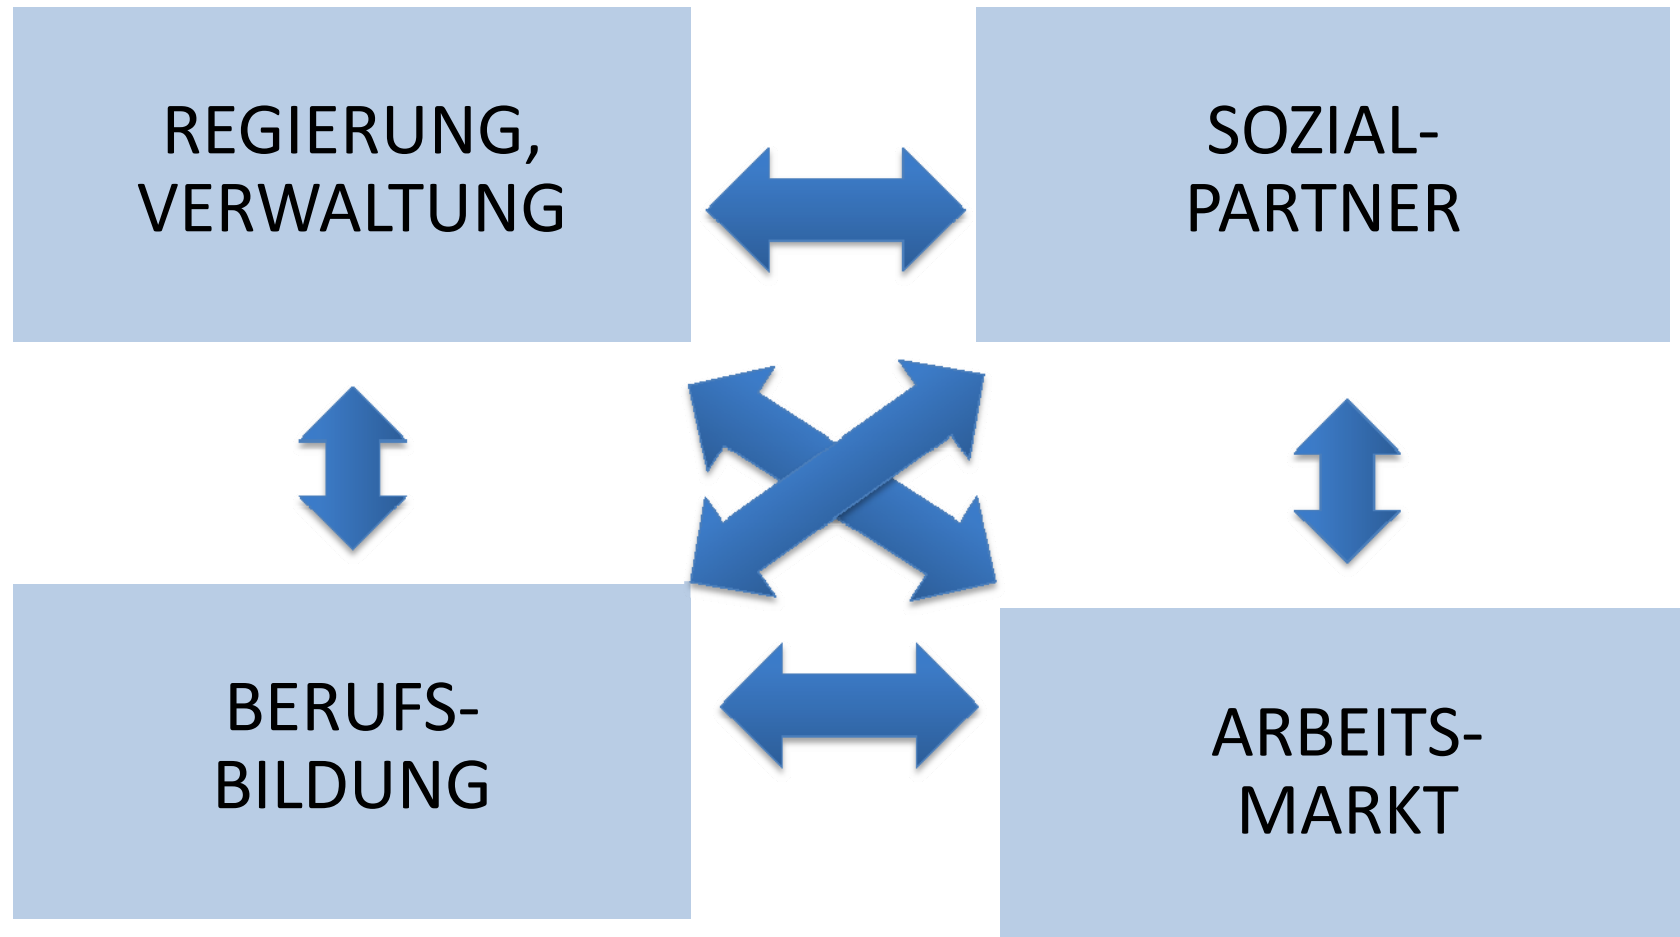 REGIERUNG,
VERWALTUNG
SOZIAL-
PARTNER
BERUFS-
BILDUNG
ARBEITS-
MARKT